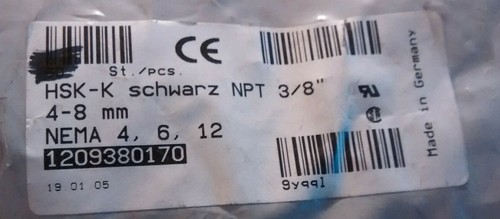 CE
St./pcs.
HSK-K schwarz NPT 3/8"
4-8 mm
NEMA 4, 6, 12
1209380170
19.01.05
9yqql
Made in Germany